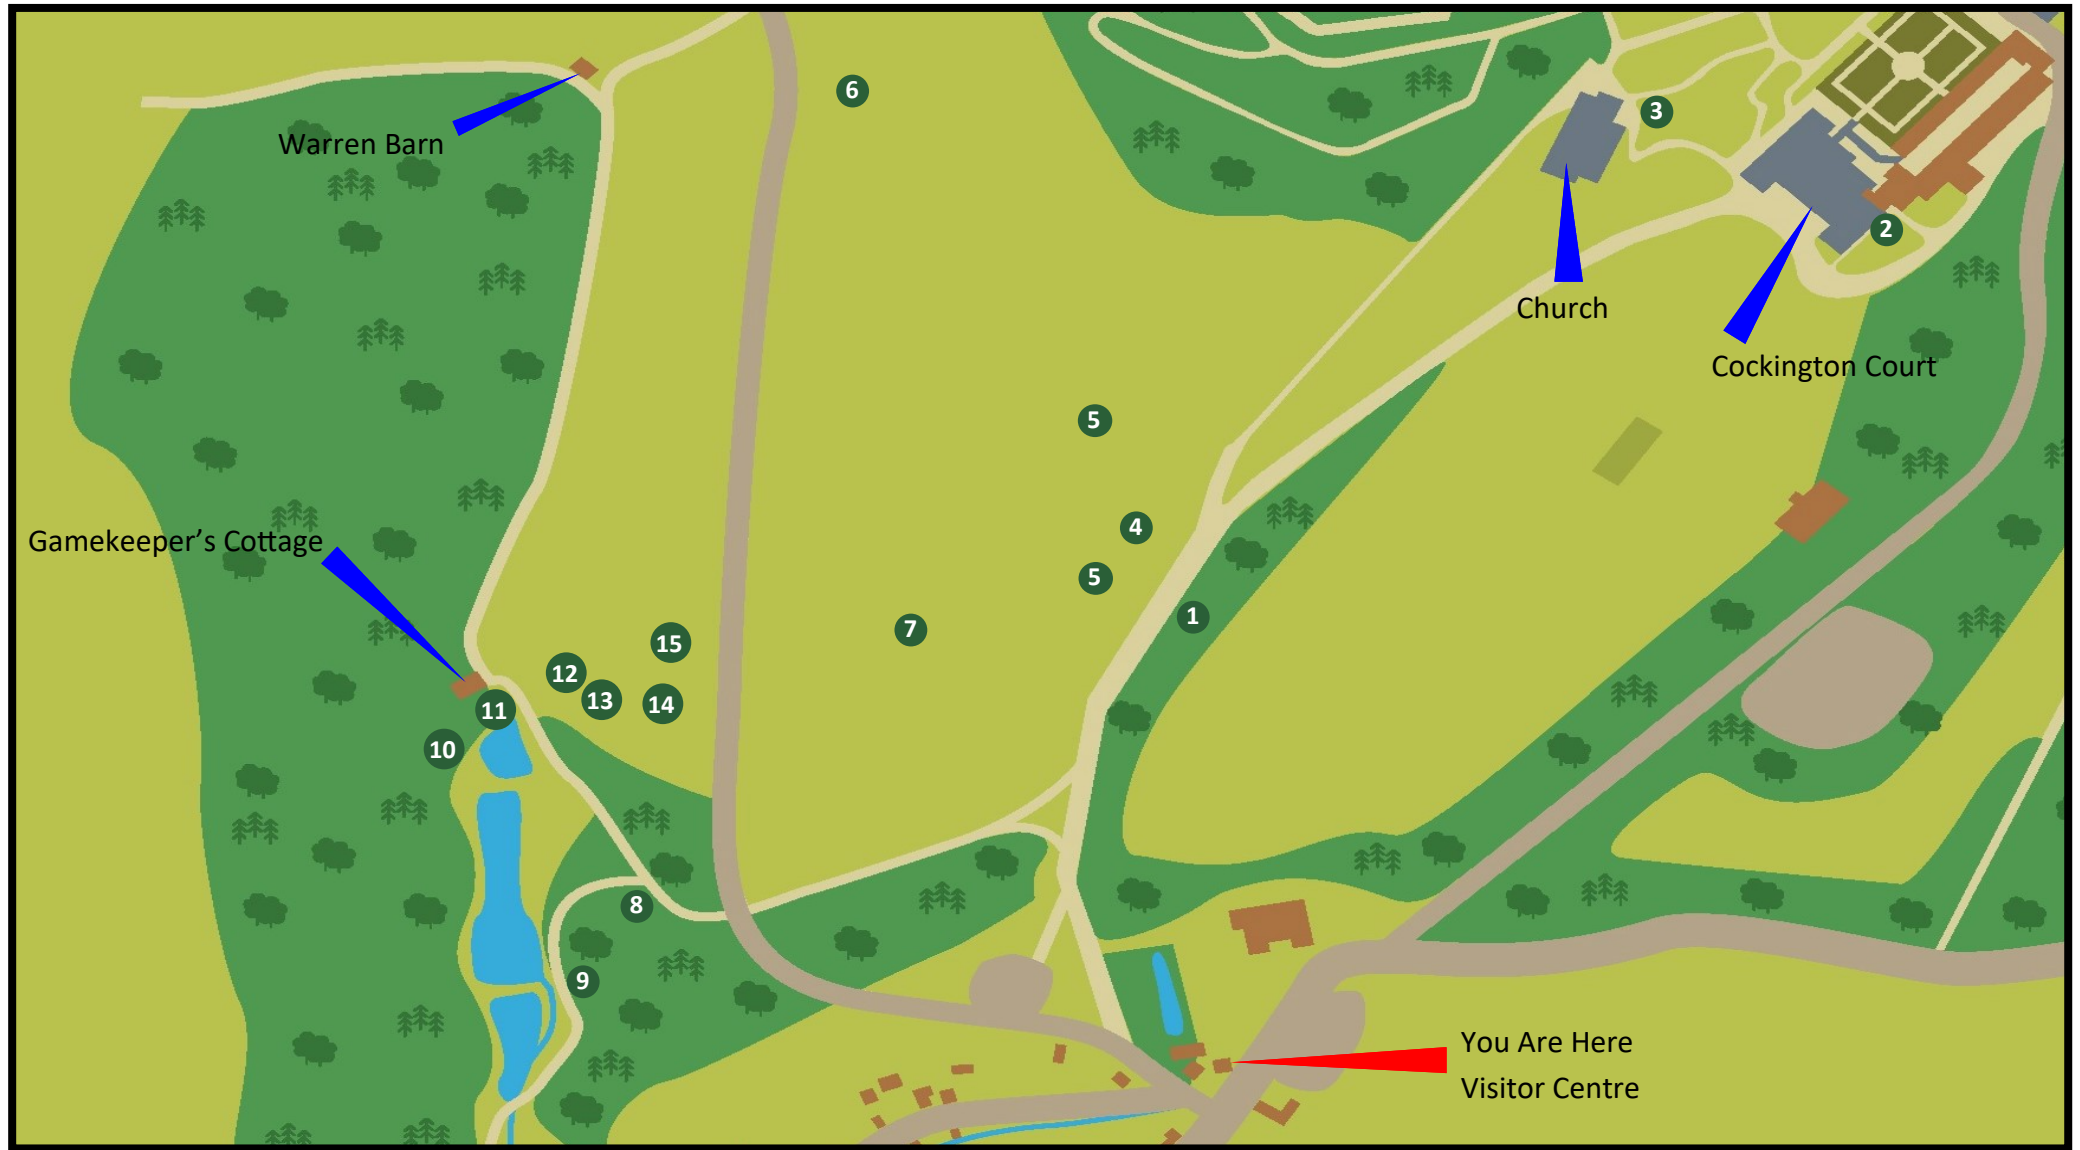 6
3
Warren Barn
2
Church
Cockington Court
5
4
Gamekeeper’s Cottage
5
1
7
15
12
13
14
11
10
8
9
You Are Here
Visitor Centre